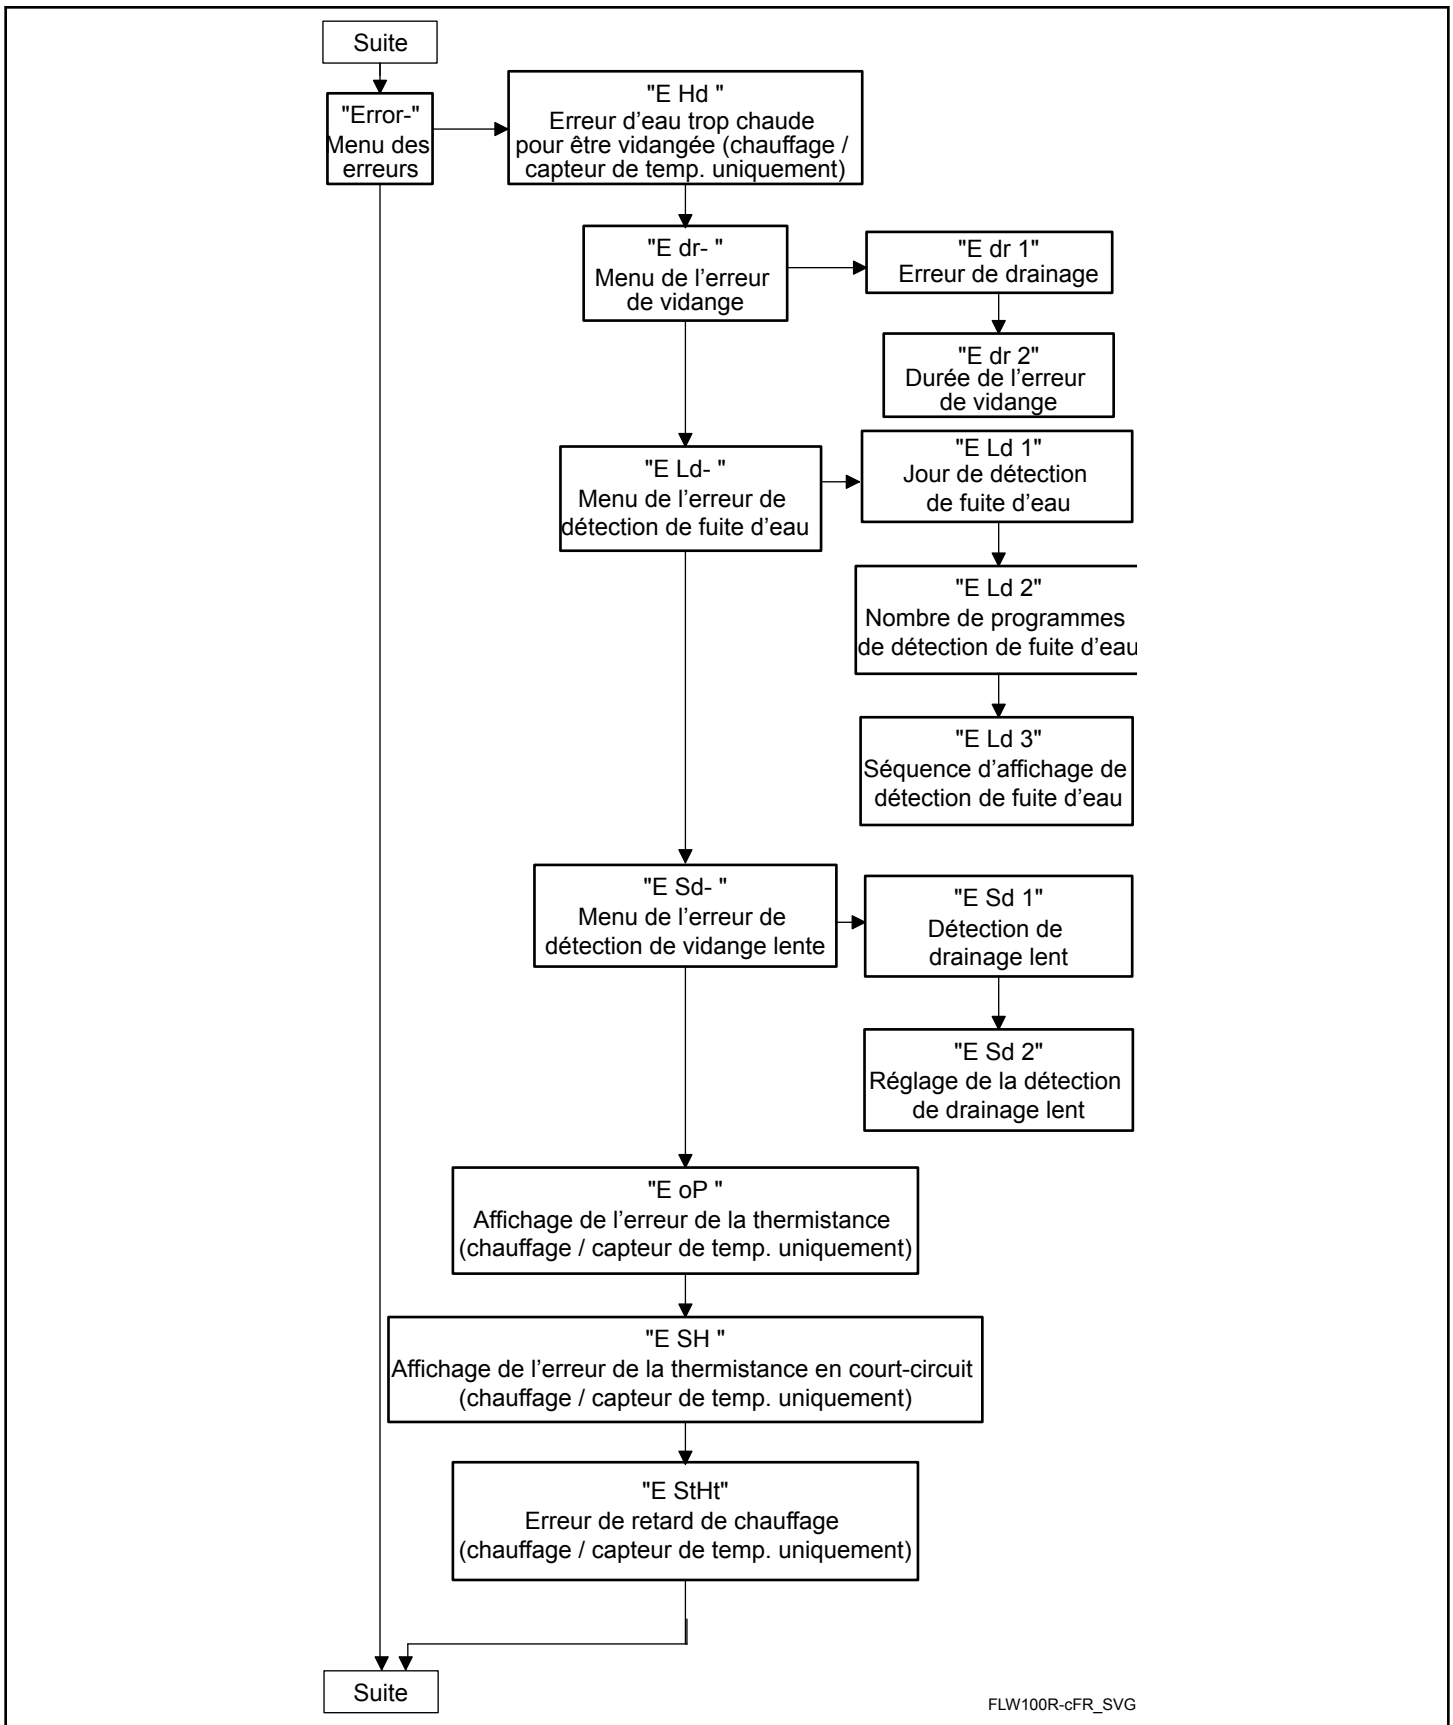 Suite
"Error-"
Menu des
erreurs
"E Hd "
Erreur d’eau trop chaude
pour être vidangée (chauffage /
capteur de temp. uniquement)
"E dr- "
Menu de l’erreur
de vidange
"E dr 1"
Erreur de drainage
"E dr 2"
Durée de l’erreur
de vidange
"E Ld- "
Menu de l’erreur de
détection de fuite d’eau
"E Ld 1"
Jour de détection
de fuite d’eau
"E Ld 2"
Nombre de programmes
de détection de fuite d’eau
"E Ld 3"
Séquence d’affichage de
détection de fuite d’eau
"E Sd- "
Menu de l’erreur de
détection de vidange lente
"E Sd 1"
Détection de
drainage lent
"E Sd 2"
Réglage de la détection
de drainage lent
"E oP "
Affichage de l’erreur de la thermistance
(chauffage / capteur de temp. uniquement)
"E SH "
Affichage de l’erreur de la thermistance en court-circuit
(chauffage / capteur de temp. uniquement)
"E StHt"
Erreur de retard de chauffage
(chauffage / capteur de temp. uniquement)
Suite
FLW100R-cFR_SVG